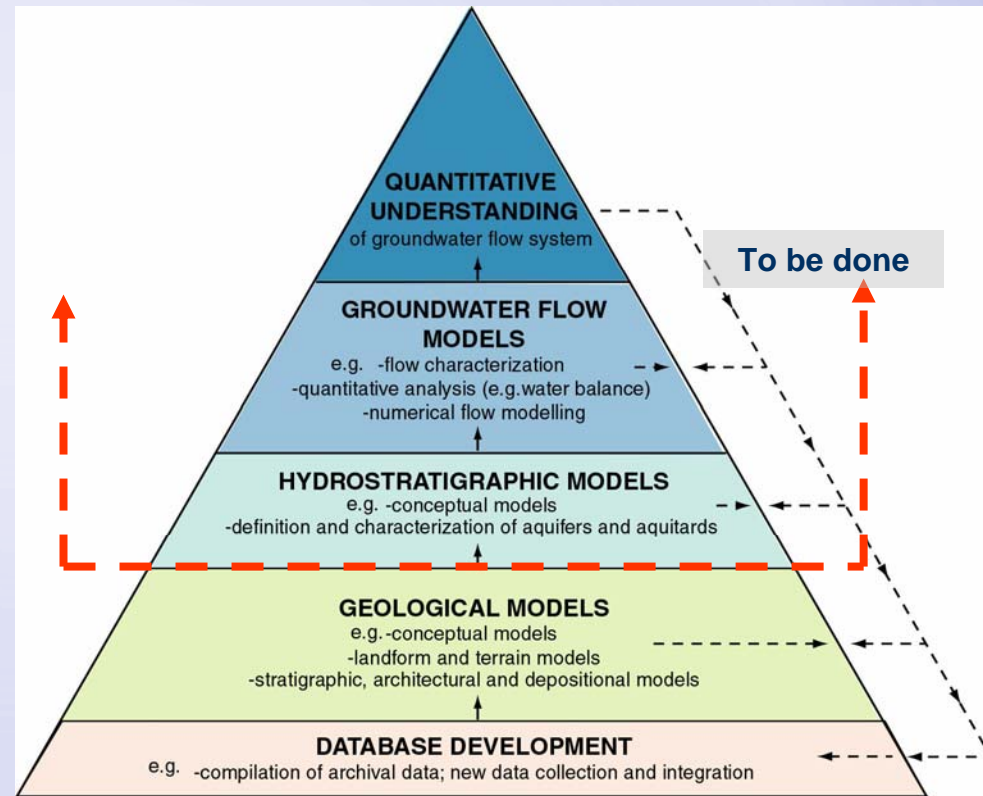 QUANTITATIVE
UNDERSTANDING
of groundwater flow system
To be done
GROUNDWATER FLOW
MODELS
e.g. -flow characterization
-quantitative analysis (e.g.water balance)
-numerical flow modelling
HYDROSTRATIGRAPHIC MODELS
e.g. -conceptual models
-definition and characterization of aquifers and aquitards
GEOLOGICAL MODELS
e.g.-conceptual models
-landform and terrain models
-stratigraphic, architectural and depositional models
DATABASE DEVELOPMENT
e.g. -compilation of archival data; new data collection and integration